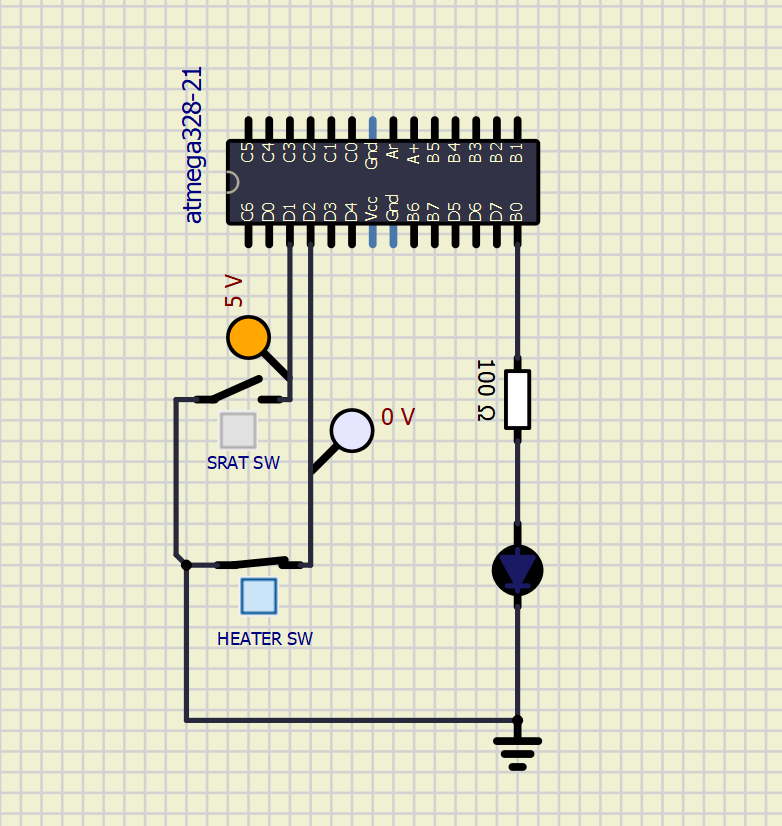 atmega328-21
C5 C4 C3 C2 C1 C0 Gnd Ar A+ B5 B4 B3 B2 B1
C6 D0 D1 D2 D3 D4 Vcc Gnd B6 B7 D5 D6 D7 B0
5 V
100 Ω
0 V
SRAT SW
HEATER SW